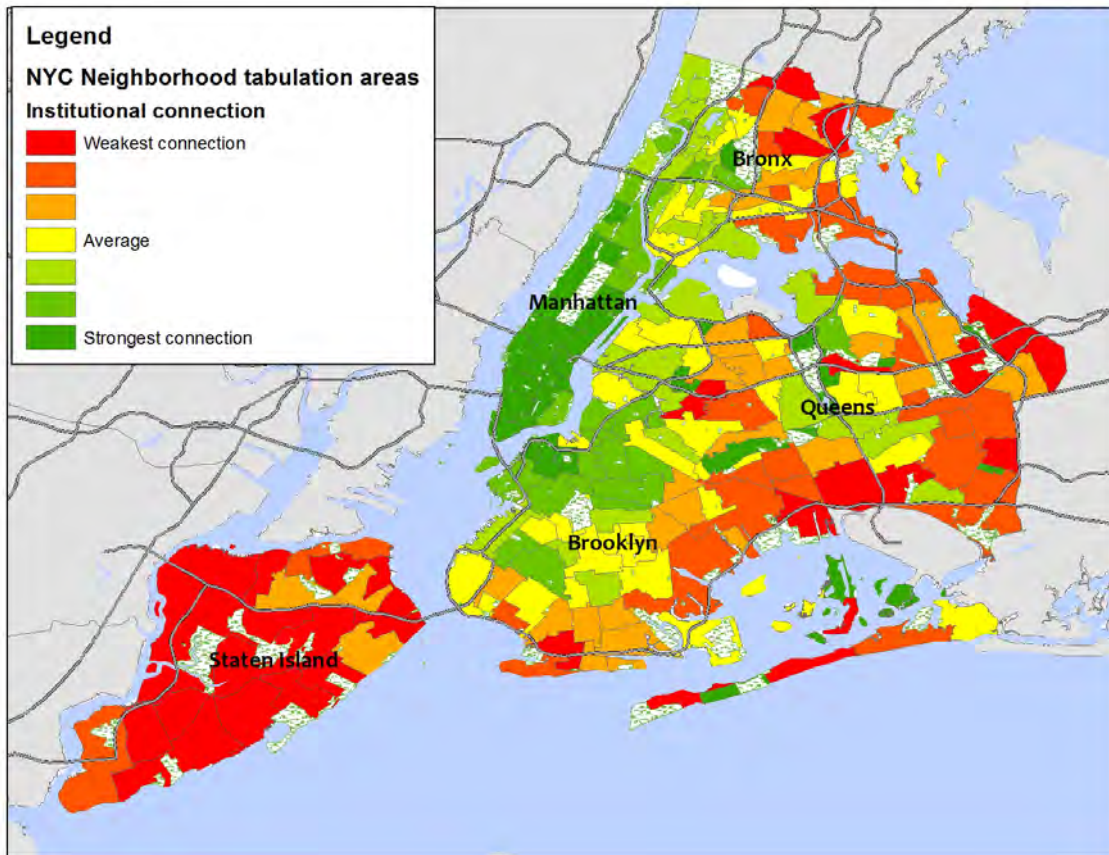 Legend
NYC Neighborhood tabulation areas
Institutional connection
Weakest connection
Average
Strongest connection
Bronx
Manhattan
Queens
Brooklyn
Staten Island